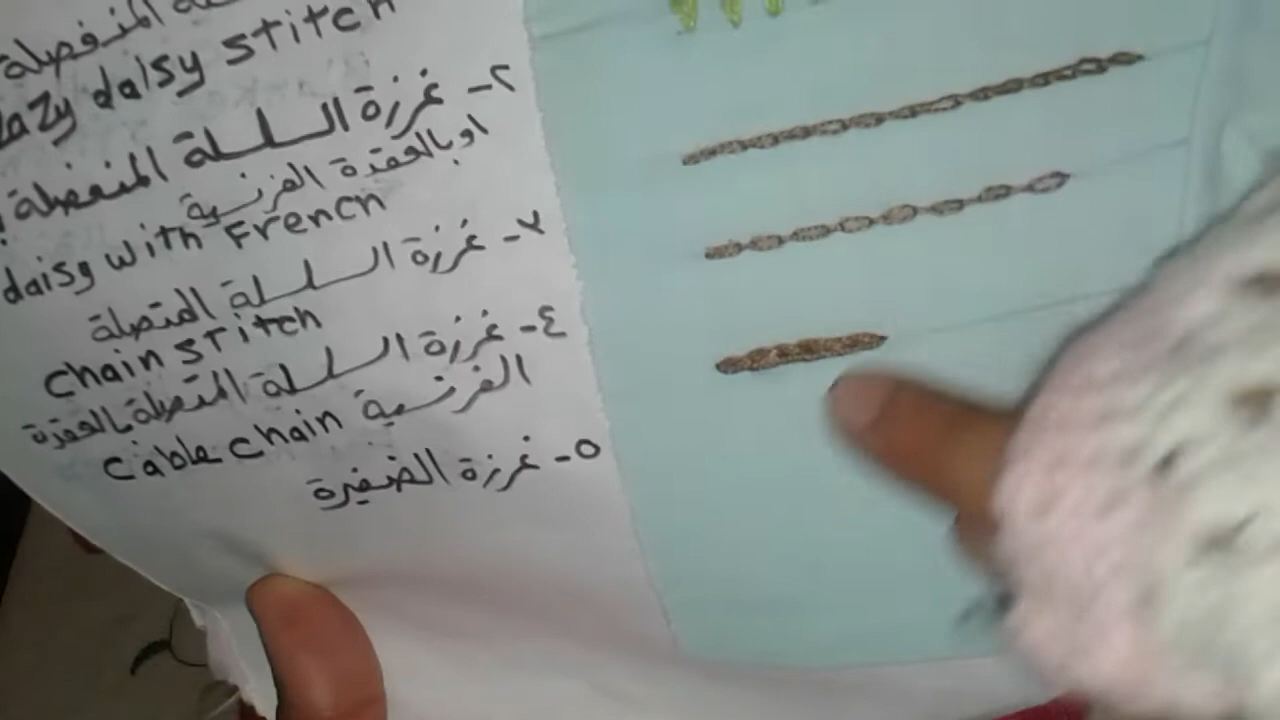 المنفصلة
Lazy daisy stitch
٢- غرزة السلسلة المنفصلة
او بالعقدة الفرنسية
daisy with French
٣- غرزة السلسلة المتصلة
chain stitch
٤- غرزة السلسلة المتصلة بالعقدة
الفرنسية
cable chain
٥- غرزة الضفيرة